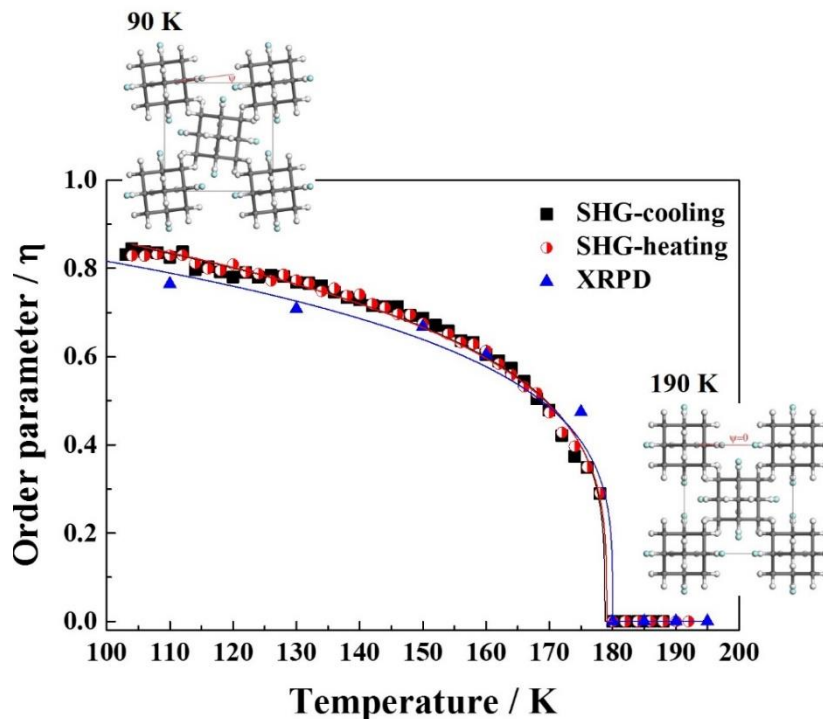 90 K
φ
1.0
0.8
0.6
0.4
0.2
0.0
Order parameter / η
SHG-cooling
SHG-heating
XRPD
190 K
ψ=0
100
110
120
130
140
150
160
170
180
190
200
Temperature / K